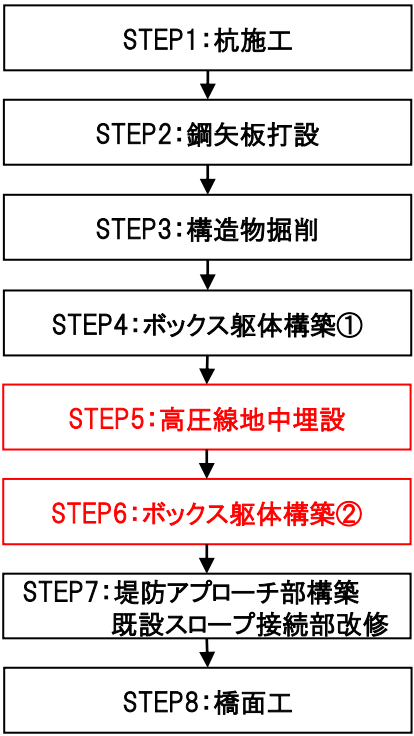 STEP1：杭施工
STEP2：鋼矢板打設
STEP3：構造物掘削
STEP4：ボックス躯体構築①
STEP5：高圧線地中埋設
STEP6：ボックス躯体構築②
STEP7：堤防アプローチ部構築
既設スロープ接続部改修
STEP8：橋面工